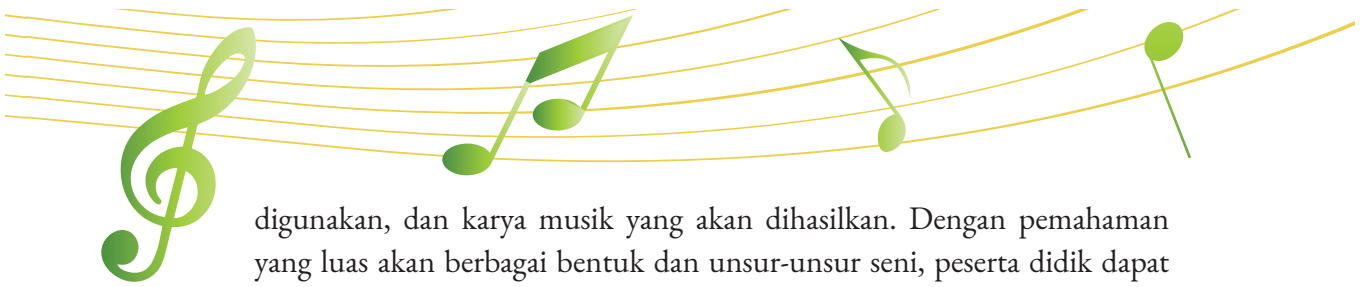 digunakan, dan karya musik yang akan dihasilkan. Dengan pemahaman
yang luas akan berbagai bentuk dan unsur-unsur seni, peserta didik dapat